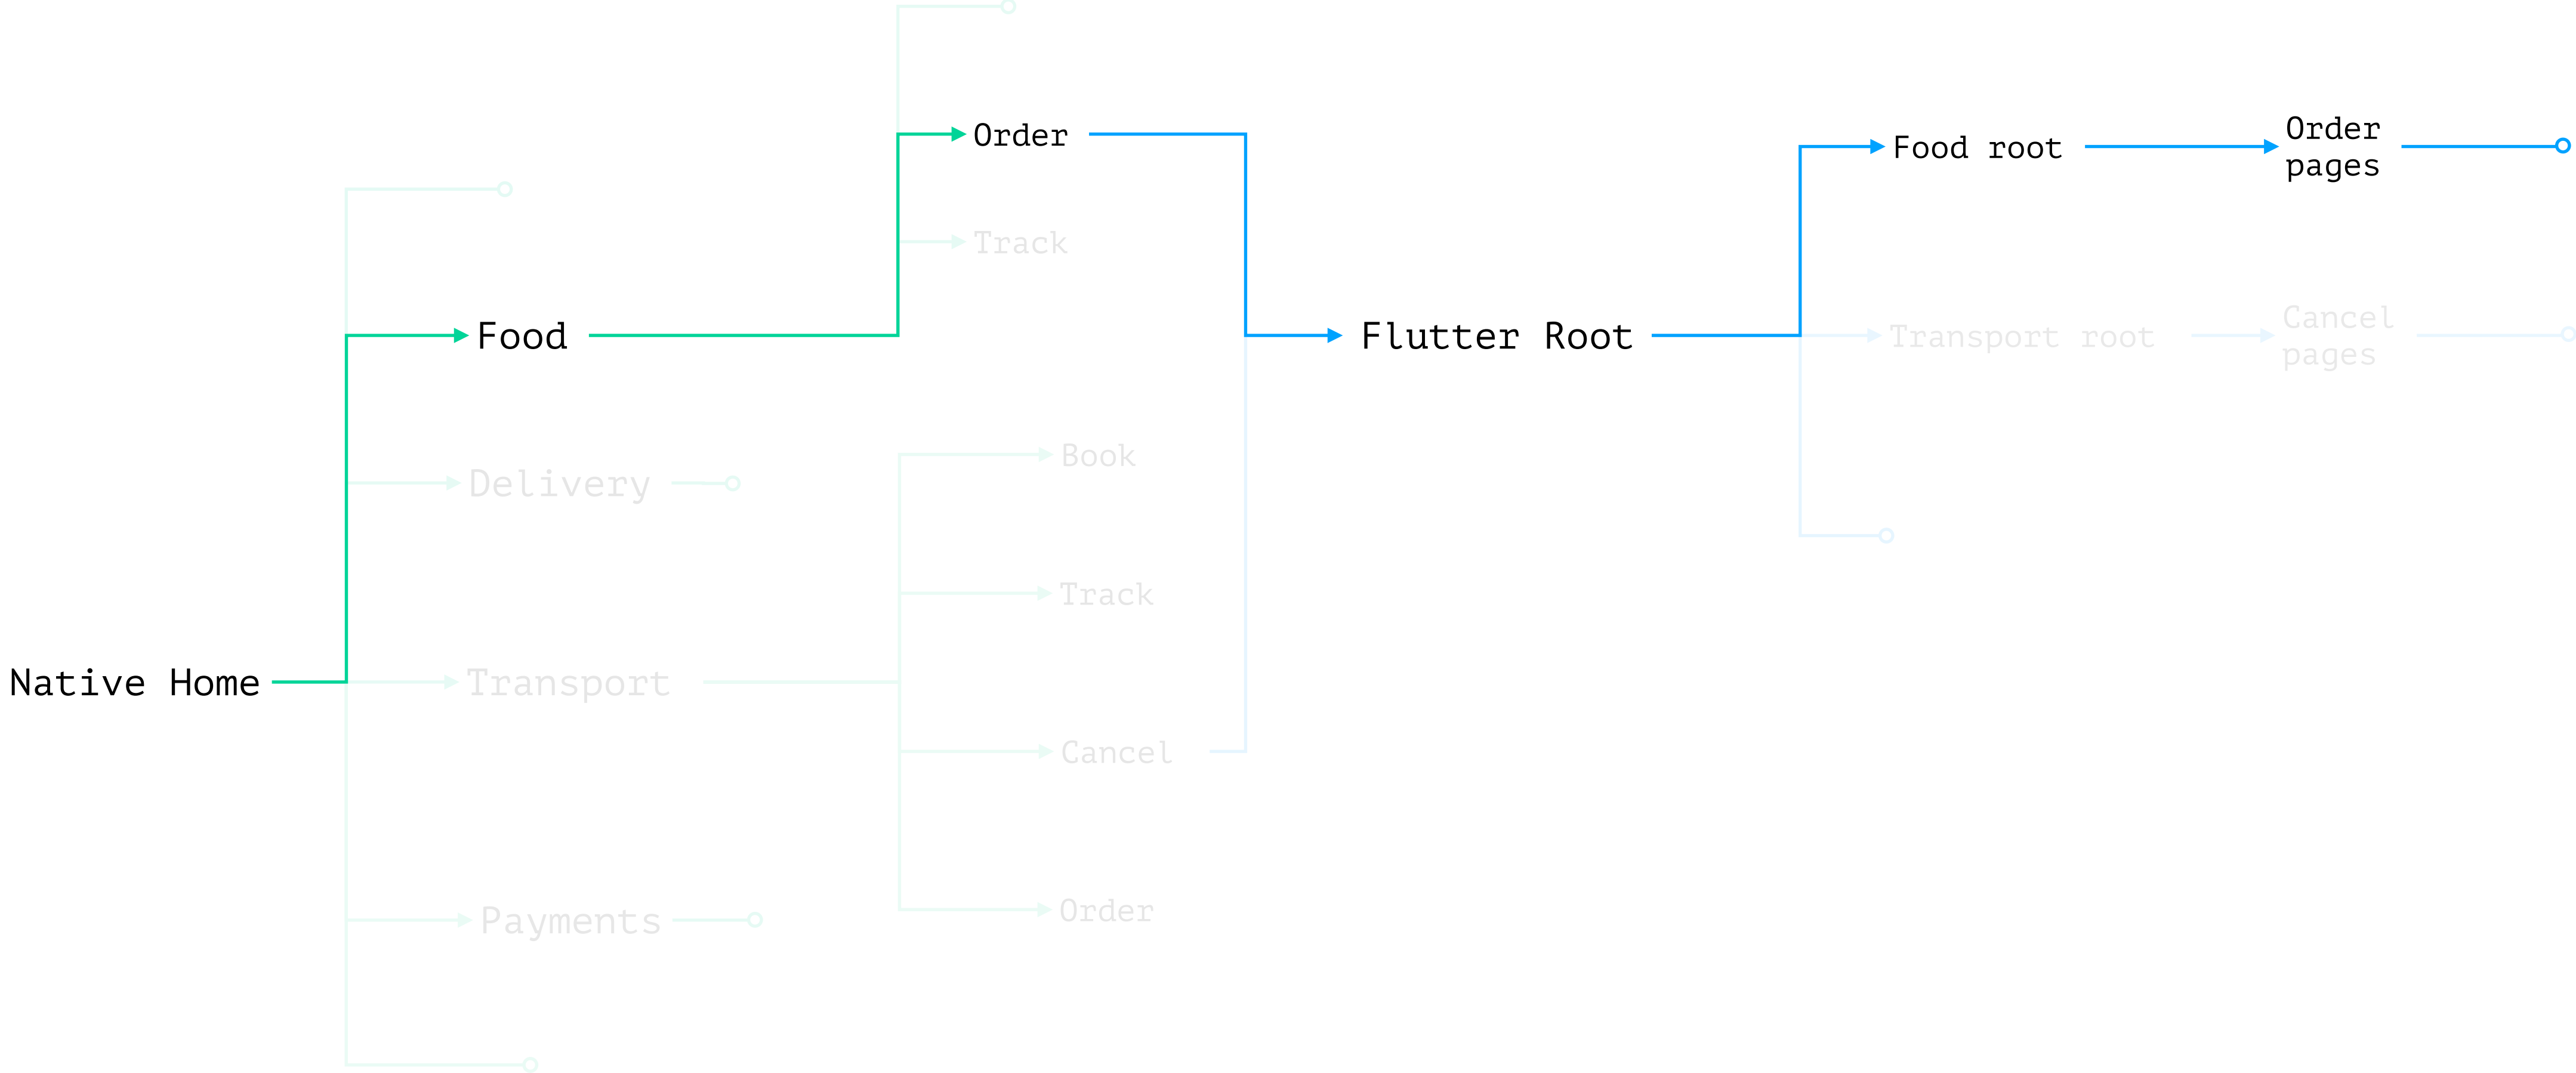 Order
Track
Food
Delivery
Book
Track
Native Home
Transport
Cancel
Payments
Order
Flutter Root
Food root
Order
pages
Transport root
Cancel
pages